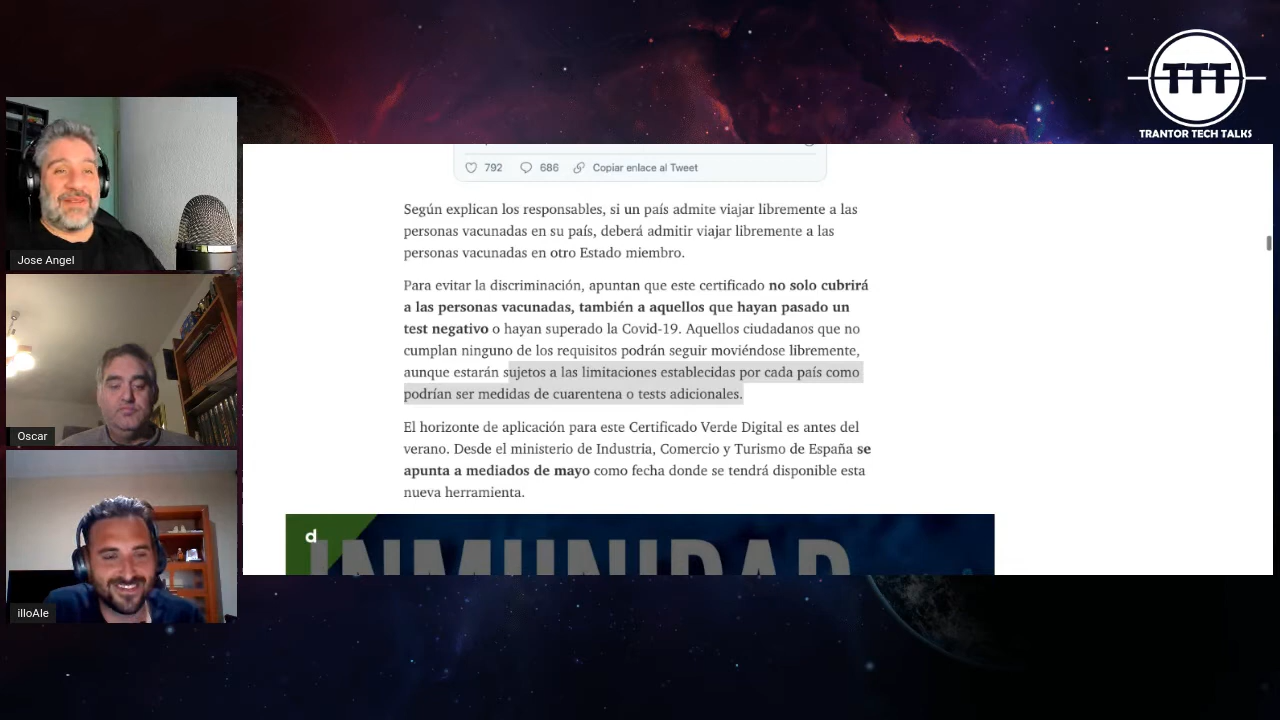 TTT
TRANTOR TECH TALKS
Jose Angel
Oscar
illoAle
792 686 Copiar enlace al Tweet
Según explican los responsables, si un país admite viajar libremente a las
personas vacunadas en su país, deberá admitir viajar libremente a las
personas vacunadas en otro Estado miembro.
Para evitar la discriminación, apuntan que este certificado no solo cubrirá
a las personas vacunadas, también a aquellos que hayan pasado un
test negativo o hayan superado la Covid-19. Aquellos ciudadanos que no
cumplan ninguno de los requisitos podrán seguir moviéndose libremente,
aunque estarán sujetos a las limitaciones establecidas por cada país como
podrían ser medidas de cuarentena o tests adicionales.
El horizonte de aplicación para este Certificado Verde Digital es antes del
verano. Desde el ministerio de Industria, Comercio y Turismo de España se
apunta a mediados de mayo como fecha donde se tendrá disponible esta
nueva herramienta.
d
INMUNIDAD